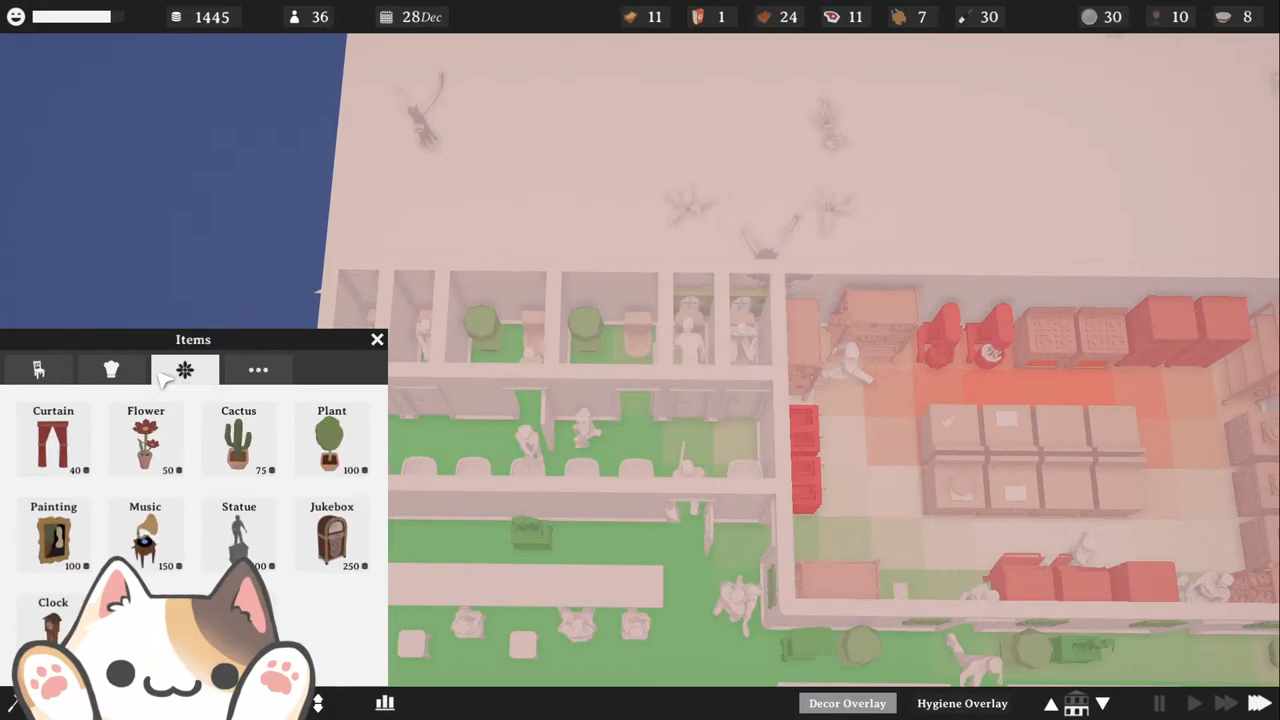 1445
36
28Dec
11
1
24
11
7
30
30
10
8
Items
Curtain
40
Flower
50
Cactus
75
Plant
100
Painting
100
Music
150
Statue
Jukebox
250
Clock
Decor Overlay
Hygiene Overlay